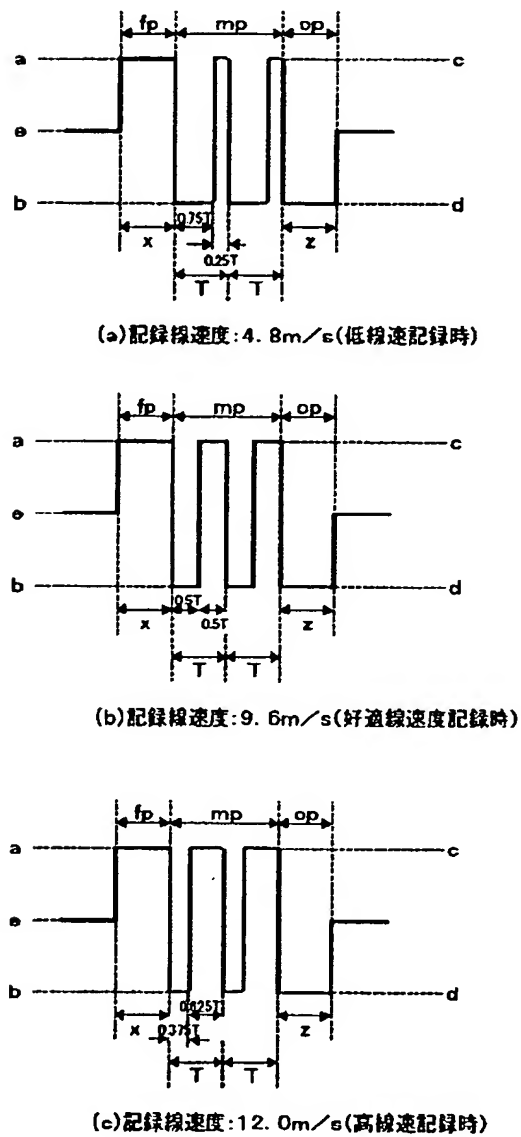 fp mp op
a c
e
b d
x 0.75T z
0.25T
T T
(a)記録線速度:4.8m/s(低線速記録時)
fp mp op
a c
e
b d
x 0.5T 0.5T z
T T
(b)記録線速度:9.6m/s(好適線速度記録時)
fp mp op
a c
e
b d
x 0.625T z
0.375T
T T
(c)記録線速度:12.0m/s(高線速記録時)